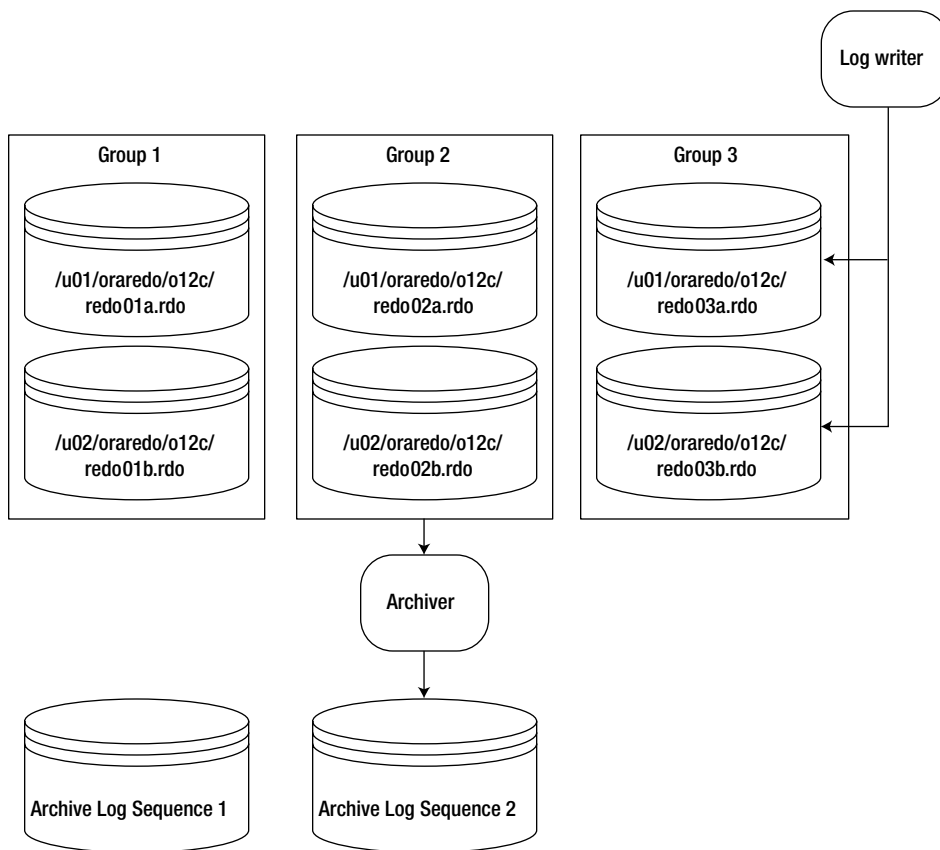 Log writer
Group 1
Group 2
Group 3
/u01/oraredo/o12c/
redo01a.rdo
/u01/oraredo/o12c/
redo02a.rdo
/u01/oraredo/o12c/
redo03a.rdo
/u02/oraredo/o12c/
redo01b.rdo
/u02/oraredo/o12c/
redo02b.rdo
/u02/oraredo/o12c/
redo03b.rdo
Archiver
Archive Log Sequence 1
Archive Log Sequence 2